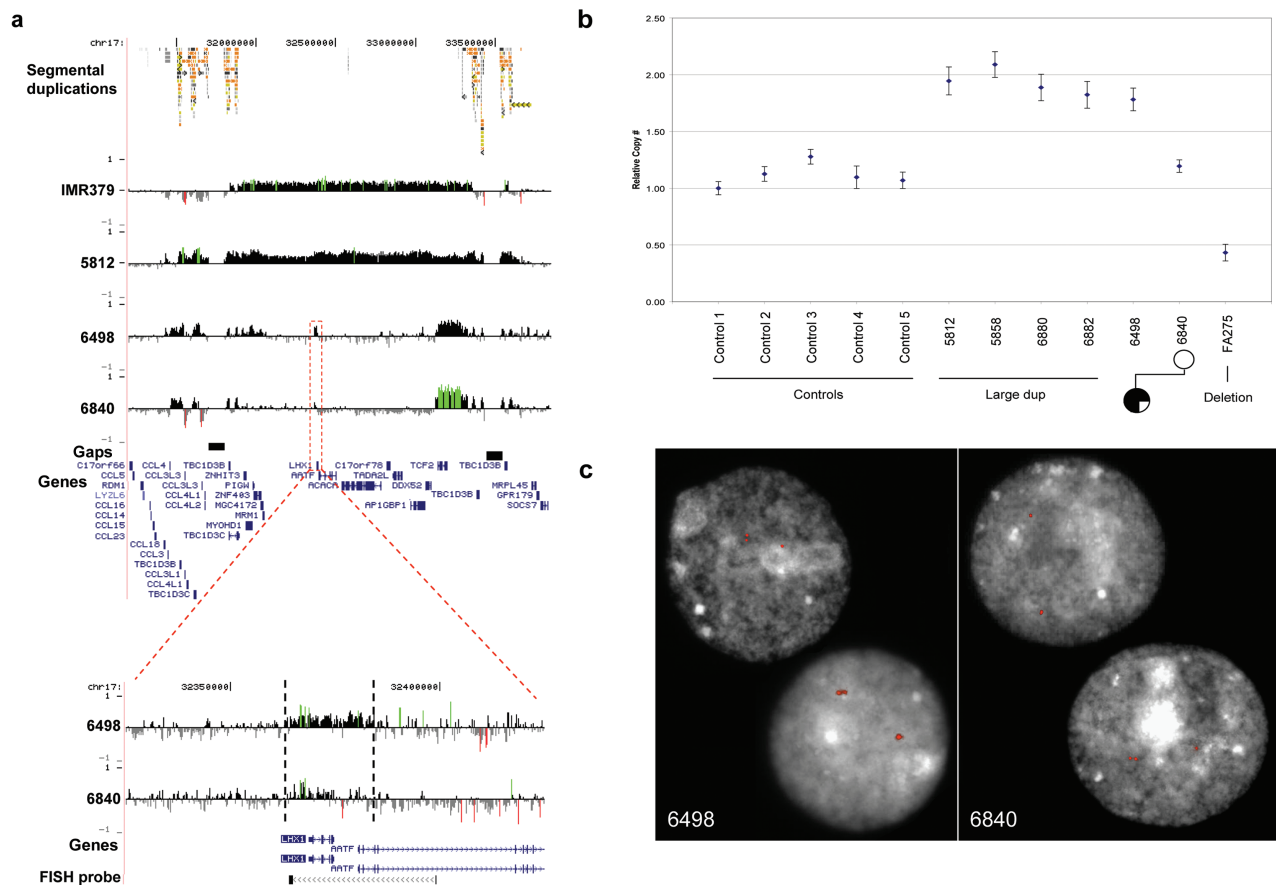 a
chr17: 32000000 32500000 33000000 33500000
Segmental
duplications
1
IMR379
-1
1
5812
-1
1
6498
-1
1
6840
-1
Gaps
Genes
C17orf66 CCL4 TBC1D3B LHX1 C17orf78 TCF2 TBC1D3B
CCL5 CCL3L3 ZNHIT3 AATF TADA2L
RDM1 CCL3L3 PIGW ACACA DDX52 MRPL45
LYZL6 CCL4L1 ZNF403 TBC1D3B GPR179
CCL16 CCL4L2 MGC4172 AP1GBP1 SOCS7
CCL14 MRM1
CCL15 MYOHD1
CCL23 TBC1D3C
CCL18
CCL3
TBC1D3B
CCL3L1
CCL4L1
TBC1D3C
chr17: 32350000 32400000
1
6498
-1
1
6840
-1
Genes
LHX1
AATF
LHX1
AATF
FISH probe
b
Relative Copy #
2.50
2.00
1.50
1.00
0.50
0.00
Control 1
Control 2
Control 3
Control 4
Control 5
5812
5858
6880
6882
6498
6840
FA275
Controls
Large dup
Deletion
c
6498
6840